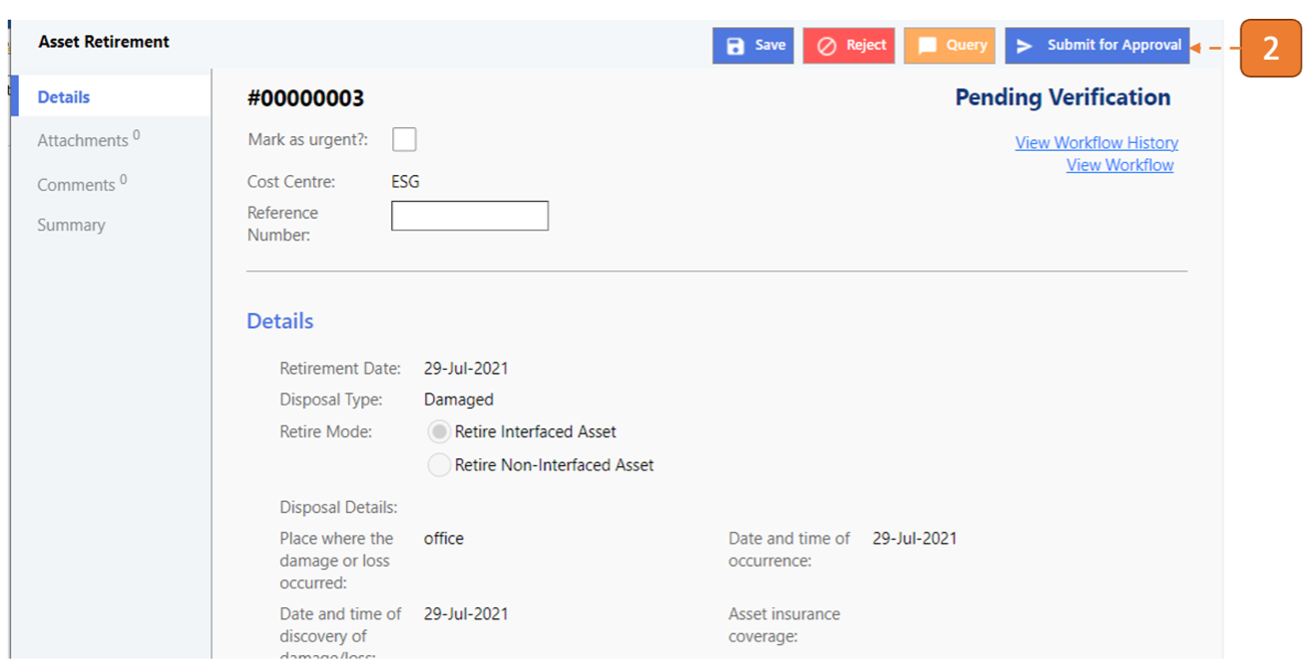 Asset Retirement
Save
Reject
Query
Submit for Approval
2
Details
Attachments 0
Comments 0
Summary
#00000003
Pending Verification
Mark as urgent?:
View Workflow History
View Workflow
Cost Centre: ESG
Reference
Number:
Details
Retirement Date: 29-Jul-2021
Disposal Type: Damaged
Retire Mode: Retire Interfaced Asset
Retire Non-Interfaced Asset
Disposal Details:
Place where the office
damage or loss
occurred:
Date and time of 29-Jul-2021
occurrence:
Date and time of 29-Jul-2021
discovery of
damage/loss:
Asset insurance
coverage: